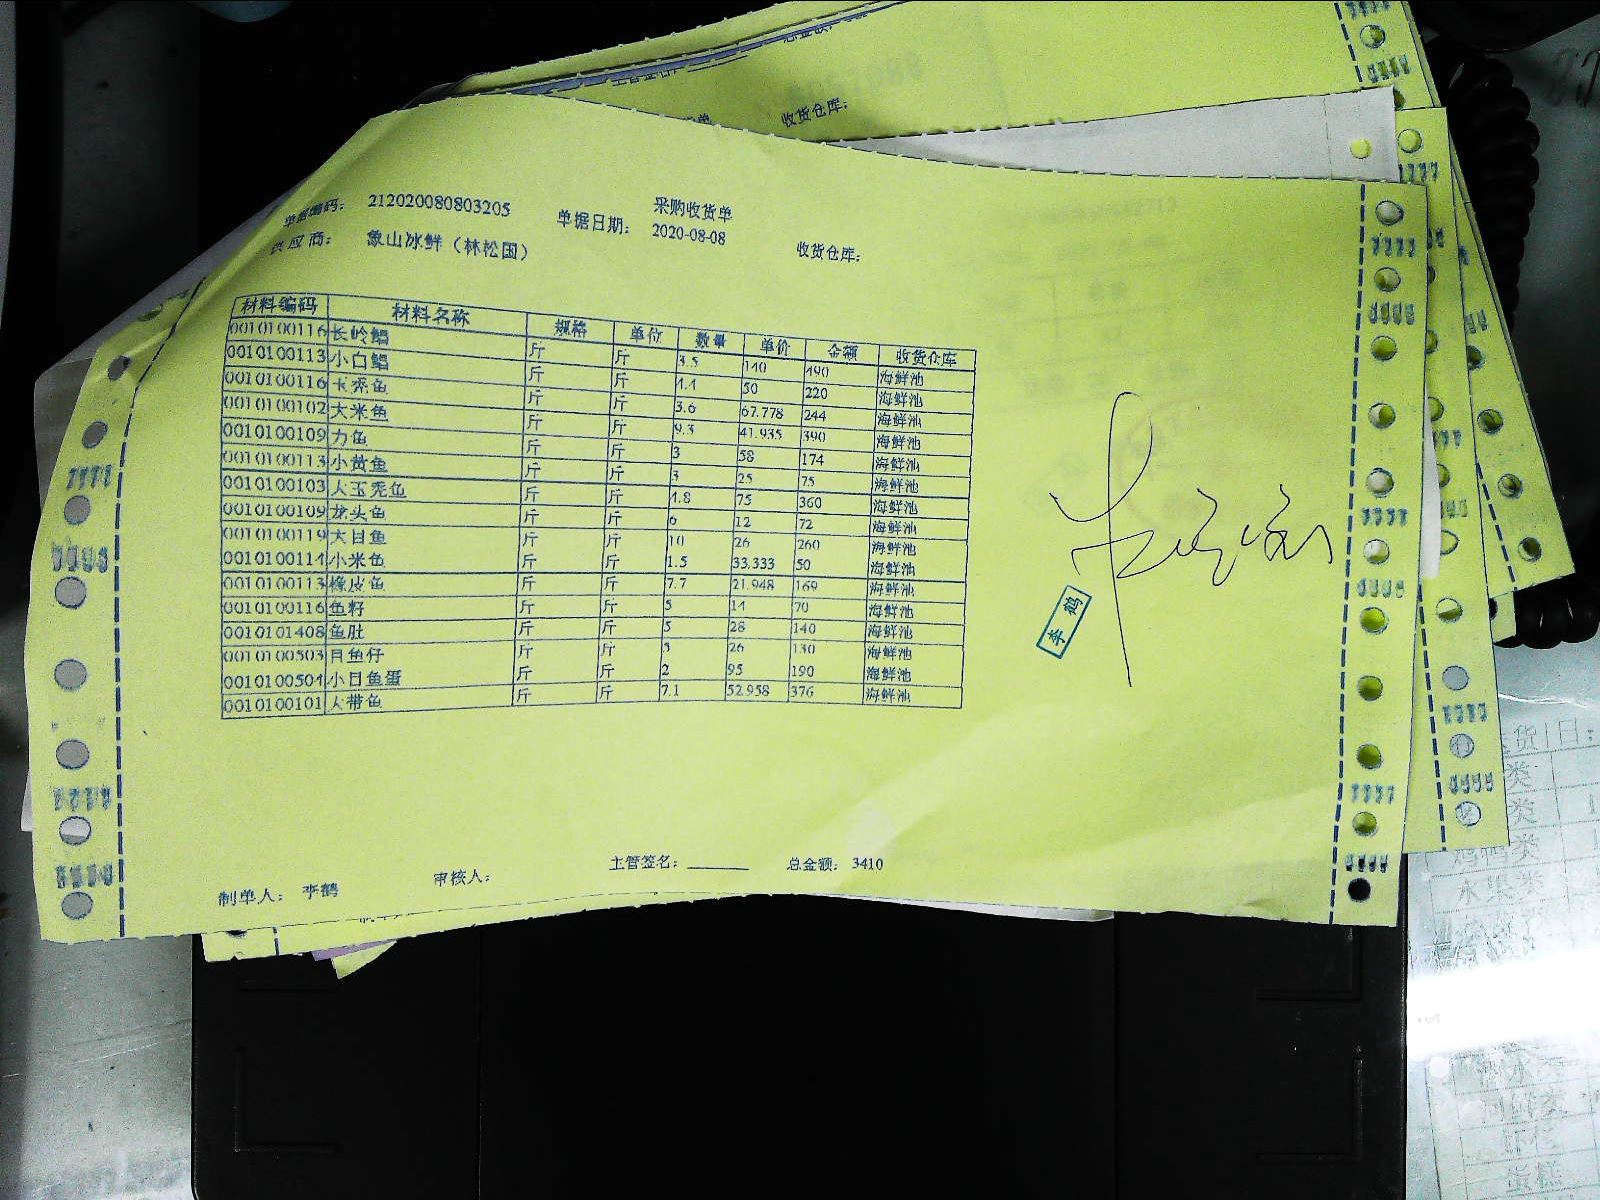 收货仓库:
采购收货单
单据编码: 212020080803205 单据日期: 2020-08-08 收货仓库:
供应商: 象山冰鲜（林松国）
材料编码 材料名称 规格 单位 数量 单价 金额 收货仓库
0010100116 长岭鲳 斤 斤 3.5 140 490 海鲜池
0010100113 小白鲳 斤 斤 4.4 50 220 海鲜池
0010100116 斤 斤 3.6 67.778 244 海鲜池
0010100102 大米鱼 斤 斤 9.3 41.935 390 海鲜池
0010100109 力鱼 斤 斤 3 58 174 海鲜池
0010100113 小黄鱼 斤 斤 3 25 75 海鲜池
0010100103 大玉秃鱼 斤 斤 4.8 75 360 海鲜池
0010100109 龙头鱼 斤 斤 6 12 72 海鲜池
0010100119 大目鱼 斤 斤 10 26 260 海鲜池
0010100114 小米鱼 斤 斤 1.5 33.333 50 海鲜池
0010100113 橡皮鱼 斤 斤 7.7 21.948 169 海鲜池
0010100116 鱼籽 斤 斤 5 14 70 海鲜池
0010101408 鱼肚 斤 斤 5 28 140 海鲜池
0010100503 目鱼仔 斤 斤 5 26 130 海鲜池
0010100504 小目鱼蛋 斤 斤 2 95 190 海鲜池
0010100101 大带鱼 斤 斤 7.1 52.958 376 海鲜池
李鹤
制单人: 李鹤 审核人: 主管签名: 总金额: 3410
水果类
蛋糕